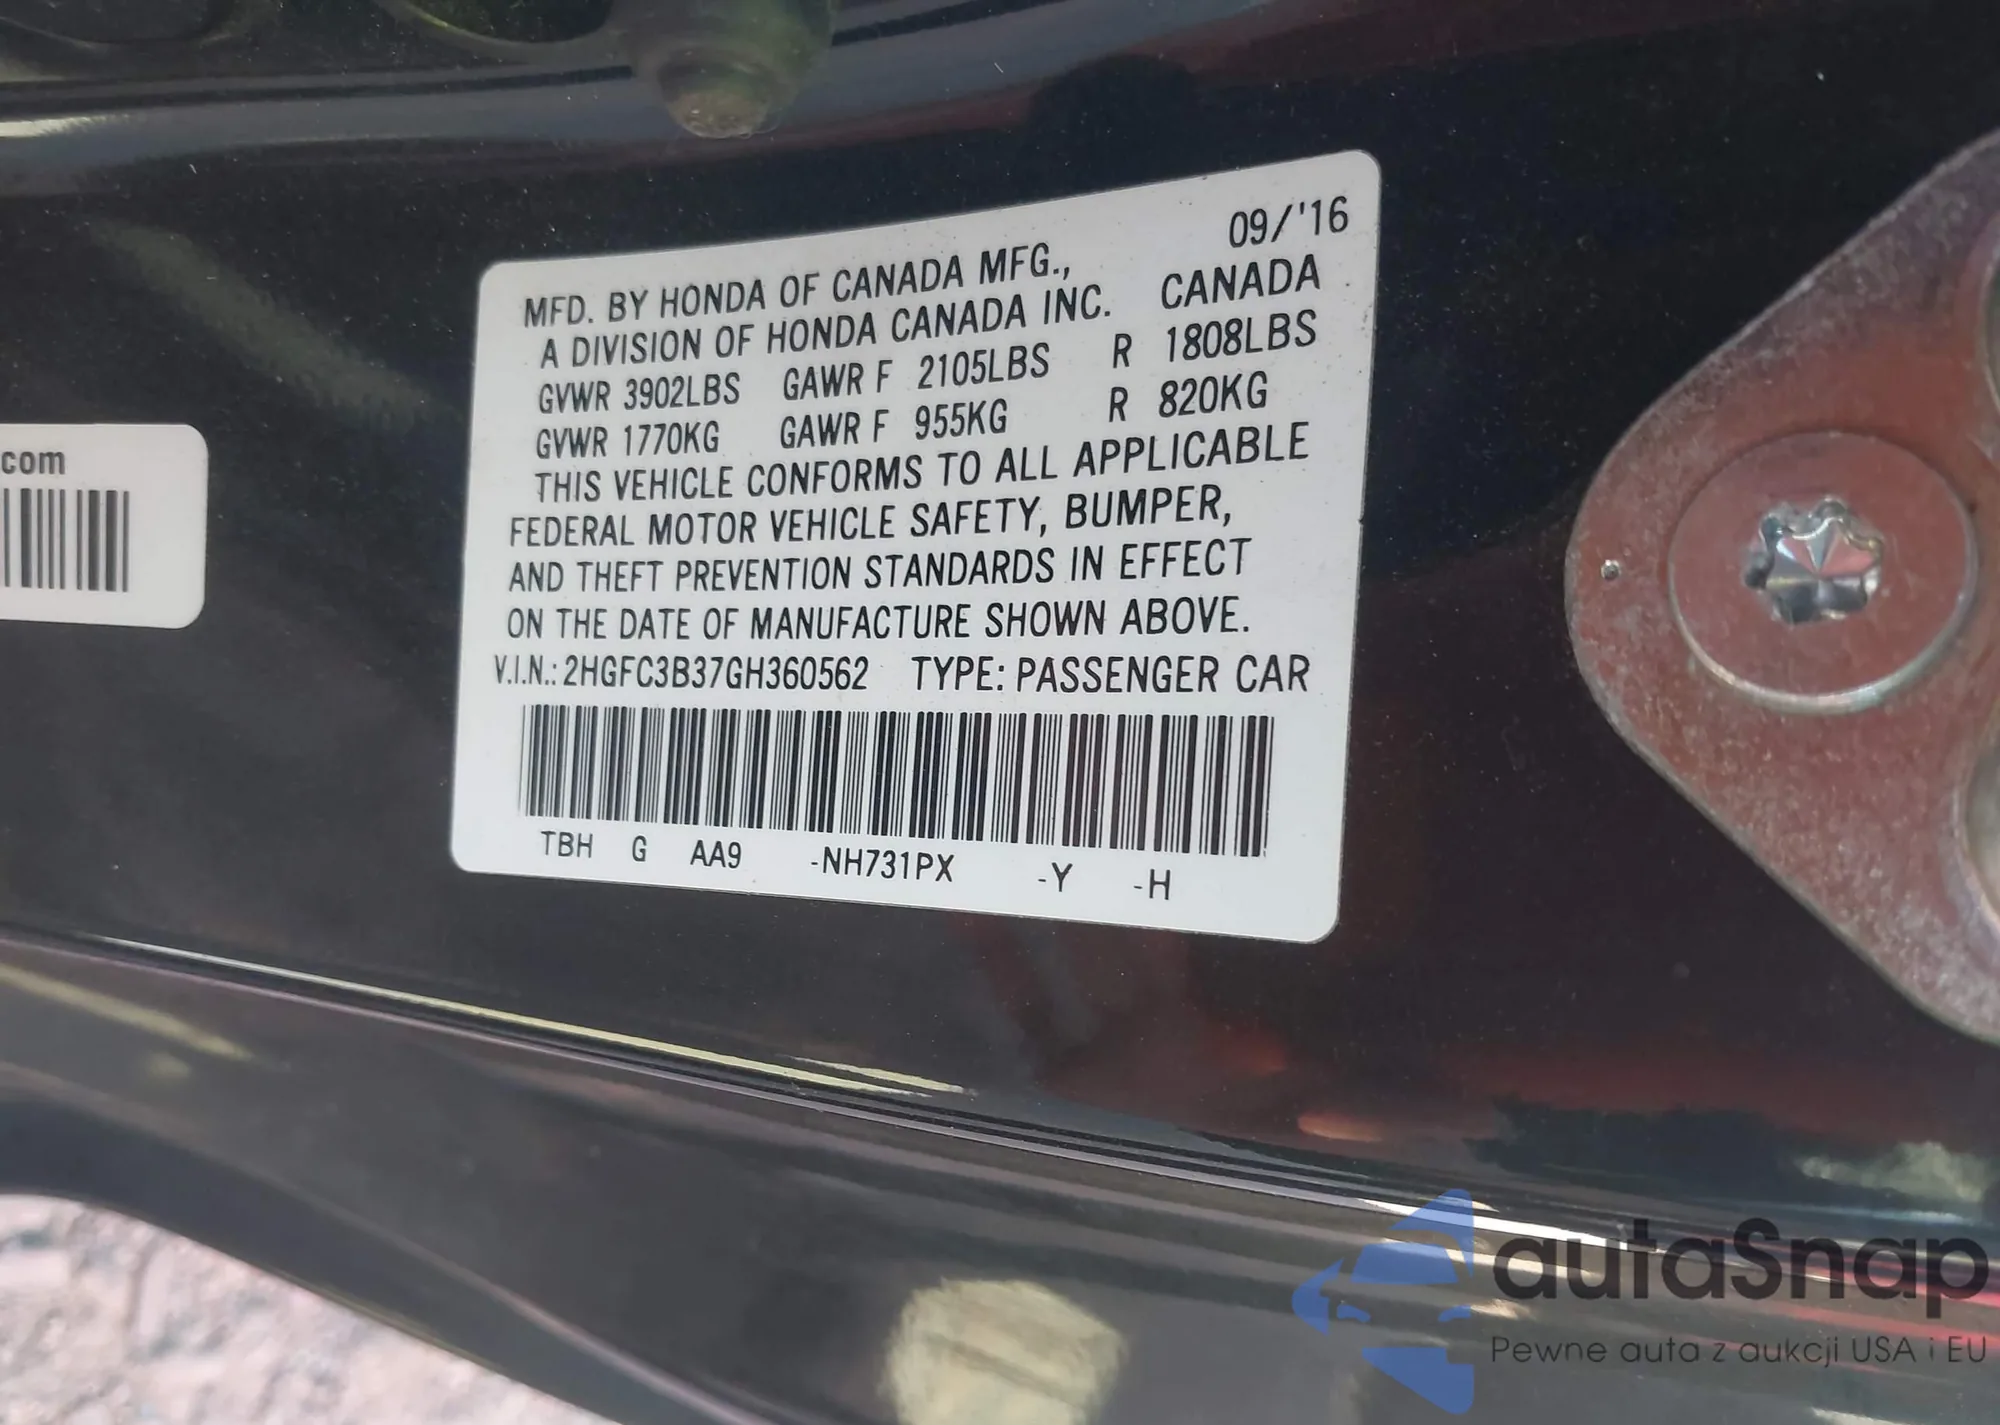 09/'16
MFD. BY HONDA OF CANADA MFG.,
A DIVISION OF HONDA CANADA INC. CANADA
GVWR 3902LBS GAWR F 2105LBS R 1808LBS
GVWR 1770KG GAWR F 955KG R 820KG
THIS VEHICLE CONFORMS TO ALL APPLICABLE
FEDERAL MOTOR VEHICLE SAFETY, BUMPER,
AND THEFT PREVENTION STANDARDS IN EFFECT
ON THE DATE OF MANUFACTURE SHOWN ABOVE.
V.I.N.: 2HGFC3B37GH360562 TYPE: PASSENGER CAR
TBH G AA9 -NH731PX -Y -H
com
autaSnap
Pewne auta z aukcji USA i EU